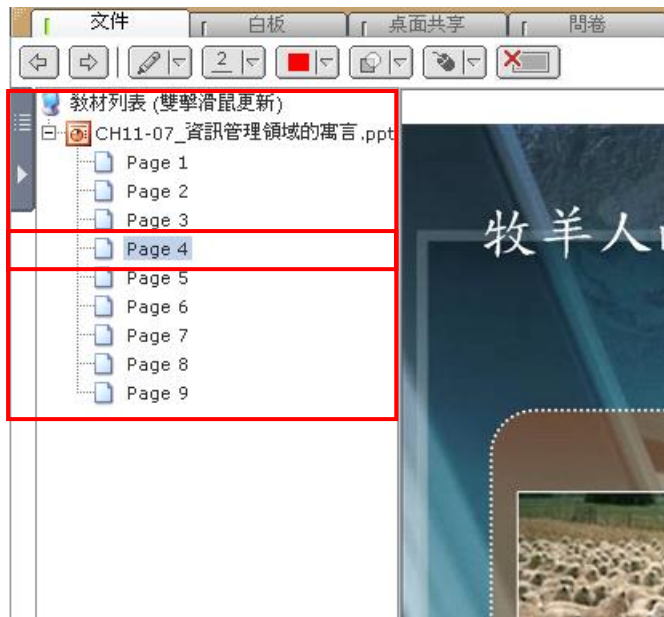 文件 白板 桌面共享 問卷
2
教材列表 (雙擊滑鼠更新)
CH11-07_資訊管理領域的寓言.ppt
Page 1
Page 2
Page 3
牧羊人
Page 4
Page 5
Page 6
Page 7
Page 8
Page 9